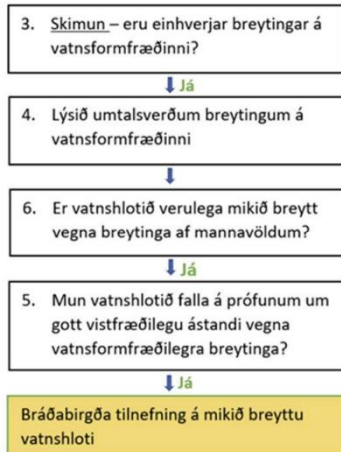 3. Skimun – eru einhverjar breytingar á
vatnsformfræðinni?
Já
4. Lýsið umtalsverðum breytingum á
vatnsformfræðinni
6. Er vatnshlotið verulega mikið breytt
vegna breytinga af mannavöldum?
Já
5. Mun vatnshlotið falla á prófunum um
gott vistfræðilegu ástandi vegna
vatnsformfræðilegra breytinga?
Já
Bráðabirgða tilnefning á mikið breyttu
vatnshloti